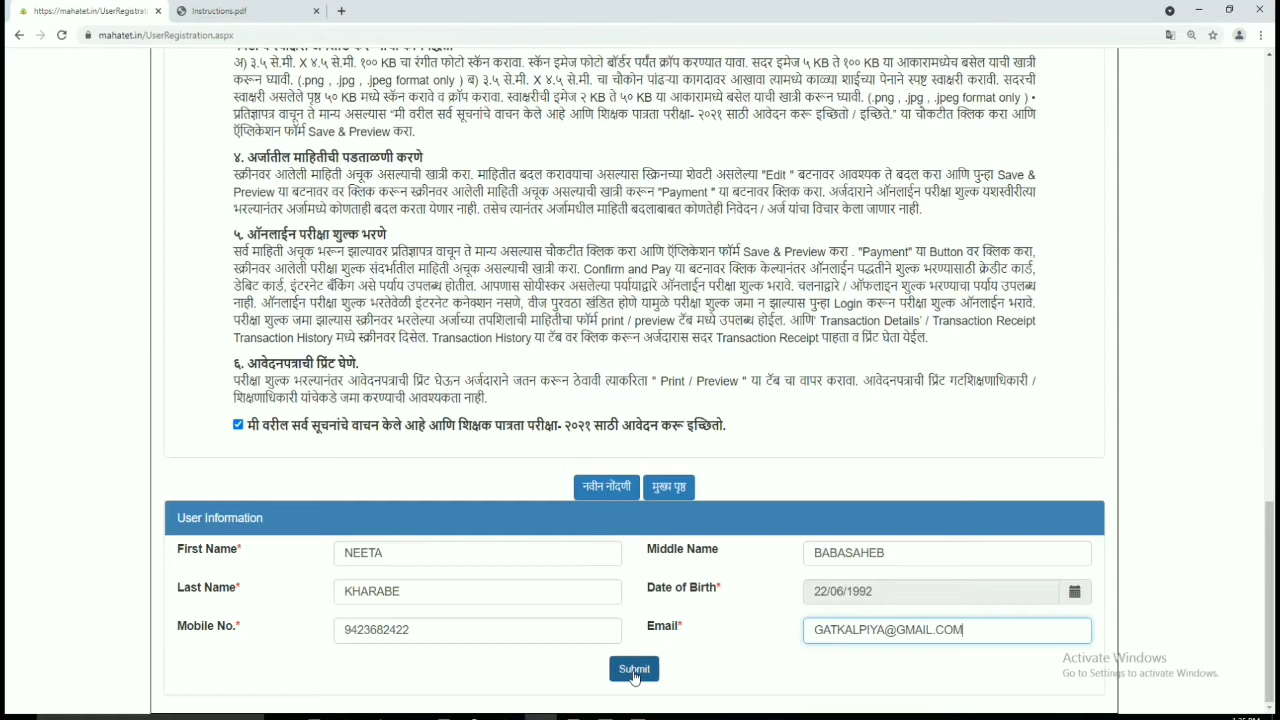 https://mahatet.in/UserRegistrati
Instructions.pdf
mahatet.in/UserRegistration.aspx
अ) ३.५ से.मी. X ४.५ से.मी. १०० KB चा रंगीत फोटो स्कॅन करावा. स्कॅन इमेज फोटो बॉर्डर पर्यंत क्रॉप करण्यात यावा. सदर इमेज ५ KB ते १०० KB या आकारामध्येच बसेल याची खात्री
करून घ्यावी. (.png , .jpg , .jpeg format only ) ब) ३.५ सें.मी. X ४.५ सें.मी. चा चौकोन पांढऱ्या कागदावर आखावा त्यामध्ये काळ्या शाईच्या पेनाने स्पष्ट स्वाक्षरी करावी. सदरची
स्वाक्षरी असलेले पृष्ठ ५० KB मध्ये स्कॅन करावे व क्रॉप करावा. स्वाक्षरीची इमेज २ KB ते ५० KB या आकारामध्ये बसेल याची खात्री करून घ्यावी. (.png , .jpg , .jpeg format only ) •
प्रतिज्ञापत्र वाचून ते मान्य असल्यास "मी वरील सर्व सूचनांचे वाचन केले आहे आणि शिक्षक पात्रता परीक्षा- २०२१ साठी आवेदन करू इच्छितो / इच्छिते." या चौकटीत क्लिक करा आणि
ऍप्लिकेशन फॉर्म Save & Preview करा.
४. अर्जातील माहितीची पडताळणी करणे
स्क्रीनवर आलेली माहिती अचूक असल्याची खात्री करा. माहितीत बदल करावयाचा असल्यास स्क्रिनच्या शेवटी असलेल्या "Edit " बटनावर आवश्यक ते बदल करा आणि पुन्हा Save &
Preview या बटनावर वर क्लिक करून स्क्रीनवर आलेली माहिती अचूक असल्याची खात्री करून "Payment " या बटनावर क्लिक करा. अर्जदाराने ऑनलाईन परीक्षा शुल्क यशस्वीरीत्या
भरल्यानंतर अर्जामध्ये कोणताही बदल करता येणार नाही. तसेच त्यानंतर अर्जामधील माहिती बदलाबाबत कोणतेही निवेदन / अर्ज यांचा विचार केला जाणार नाही.
५. ऑनलाईन परीक्षा शुल्क भरणे
सर्व माहिती अचूक भरून झाल्यावर प्रतिज्ञापत्र वाचून ते मान्य असल्यास चौकटीत क्लिक करा आणि ऍप्लिकेशन फॉर्म Save & Preview करा . "Payment" या Button वर क्लिक करा,
स्क्रीनवर आलेली परीक्षा शुल्क संदर्भातील माहिती अचूक असल्याची खात्री करा. Confirm and Pay या बटनावर क्लिक केल्यानंतर ऑनलाईन पद्धतीने शुल्क भरण्यासाठी क्रेडीट कार्ड,
डेबिट कार्ड, इंटरनेट बँकिंग असे पर्याय उपलब्ध होतील. आपणास सोयीस्कर असलेल्या पर्यायाद्वारे ऑनलाईन परीक्षा शुल्क भरावे. चलनाद्वारे / ऑफलाइन शुल्क भरण्याचा पर्याय उपलब्ध
नाही. ऑनलाईन परीक्षा शुल्क भरतेवेळी इंटरनेट कनेक्शन नसणे, वीज पुरवठा खंडित होणे यामुळे परीक्षा शुल्क जमा न झाल्यास पुन्हा Login करून परीक्षा शुल्क ऑनलाईन भरावे.
परीक्षा शुल्क जमा झाल्यास स्क्रीनवर भरलेल्या अर्जाच्या तपशिलाची माहितीचा फॉर्म print / preview टॅब मध्ये उपलब्ध होईल. आणि' Transaction Details' / Transaction Receipt
Transaction History मध्ये स्क्रीनवर दिसेल. Transaction History या टॅब वर क्लिक करून अर्जदारास सदर Transaction Receipt पाहता व प्रिंट घेता येईल.
६. आवेदनपत्राची प्रिंट घेणे.
परीक्षा शुल्क भरल्यानंतर आवेदनपत्राची प्रिंट घेऊन अर्जदाराने जतन करून ठेवावी त्याकरिता " Print / Preview " या टॅब चा वापर करावा. आवेदनपत्राची प्रिंट गटशिक्षणाधिकारी /
शिक्षणाधिकारी यांचेकडे जमा करण्याची आवश्यकता नाही.
मी वरील सर्व सूचनांचे वाचन केले आहे आणि शिक्षक पात्रता परीक्षा- २०२१ साठी आवेदन करू इच्छितो.
नवीन नोंदणी मुख्य पृष्ठ
User Information
First Name* NEETA Middle Name BABASAHEB
Last Name* KHARABE Date of Birth* 22/06/1992
Mobile No.* 9423682422 Email* GATKALPIYA@GMAIL.COM
Submit
Activate Windows
Go to Settings to activate Windows.